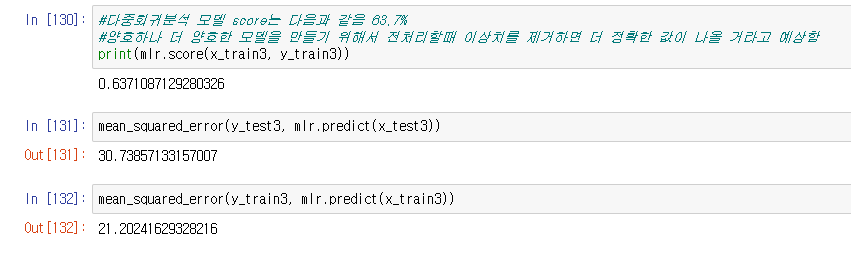 In [130]: #다중회귀분석 모델 score는 다음과 같음 63.7%
#양호하나 더 양호한 모델을 만들기 위해서 전처리할때 이상치를 제거하면 더 정확한 값이 나올 거라고 예상함
print(mlr.score(x_train3, y_train3))
0.6371087129280326
In [131]: mean_squared_error(y_test3, mlr.predict(x_test3))
Out[131]: 30.73857133157007
In [132]: mean_squared_error(y_train3, mlr.predict(x_train3))
Out[132]: 21.20241629328216